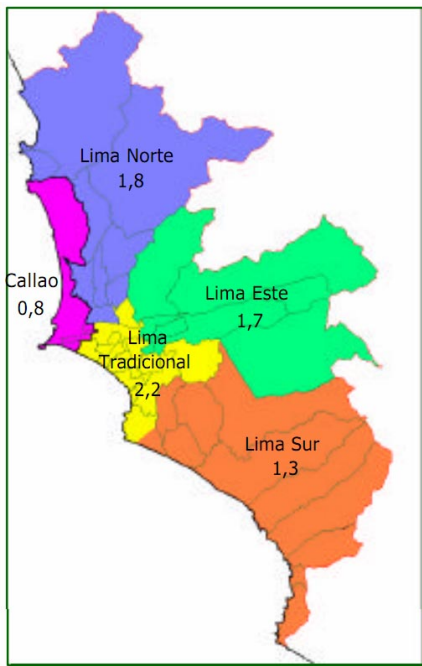 Lima Norte
1,8
Callao
0,8
Lima Este
1,7
Lima
Tradicional
2,2
Lima Sur
1,3